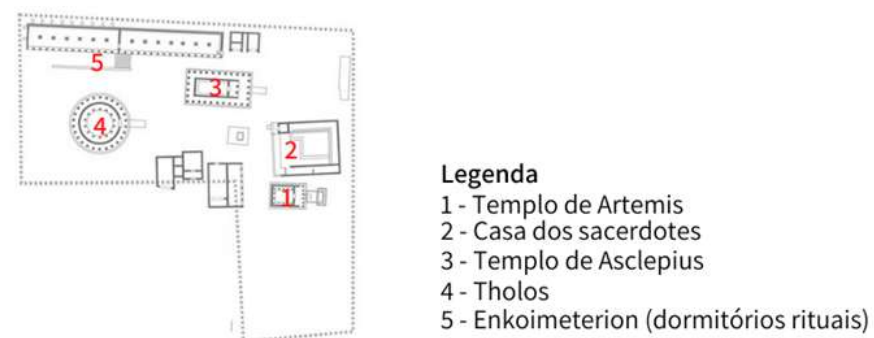 5
3
4
2
1
Legenda
1 - Templo de Artemis
2 - Casa dos sacerdotes
3 - Templo de Asclepius
4 - Tholos
5 - Enkoimeterion (dormitórios rituais)